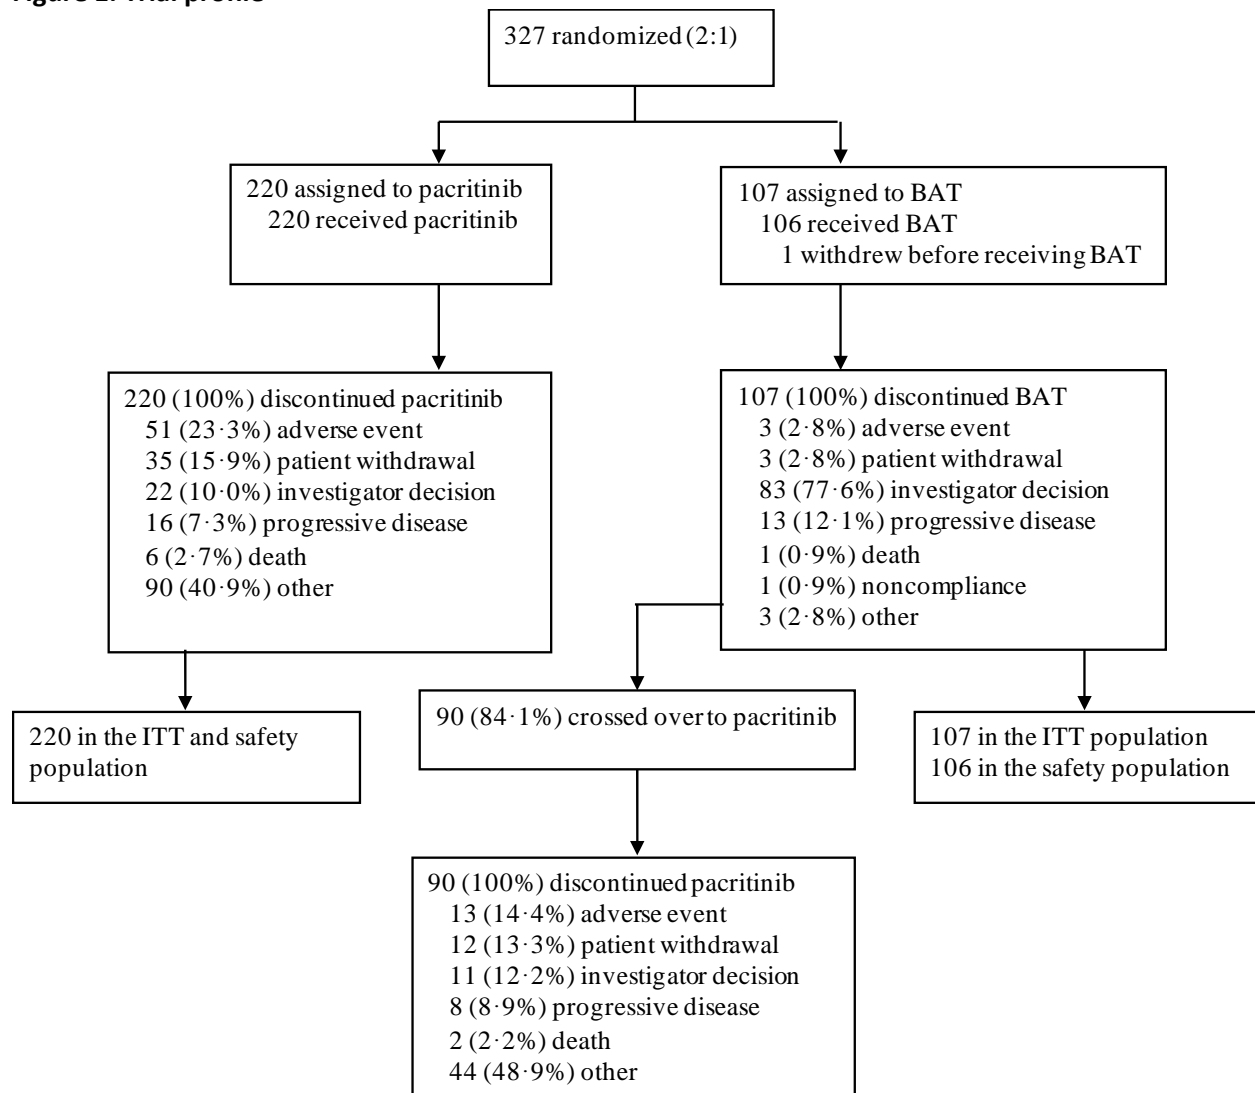 327 randomized (2:1)
220 assigned to pacritinib
220 received pacritinib
107 assigned to BAT
106 received BAT
1 withdrew before receiving BAT
220 (100%) discontinued pacritinib
51 (23·3%) adverse event
35 (15·9%) patient withdrawal
22 (10·0%) investigator decision
16 (7·3%) progressive disease
6 (2·7%) death
90 (40·9%) other
107 (100%) discontinued BAT
3 (2·8%) adverse event
3 (2·8%) patient withdrawal
83 (77·6%) investigator decision
13 (12·1%) progressive disease
1 (0·9%) death
1 (0·9%) noncompliance
3 (2·8%) other
220 in the ITT and safety
population
90 (84·1%) crossed over to pacritinib
107 in the ITT population
106 in the safety population
90 (100%) discontinued pacritinib
13 (14·4%) adverse event
12 (13·3%) patient withdrawal
11 (12·2%) investigator decision
8 (8·9%) progressive disease
2 (2·2%) death
44 (48·9%) other